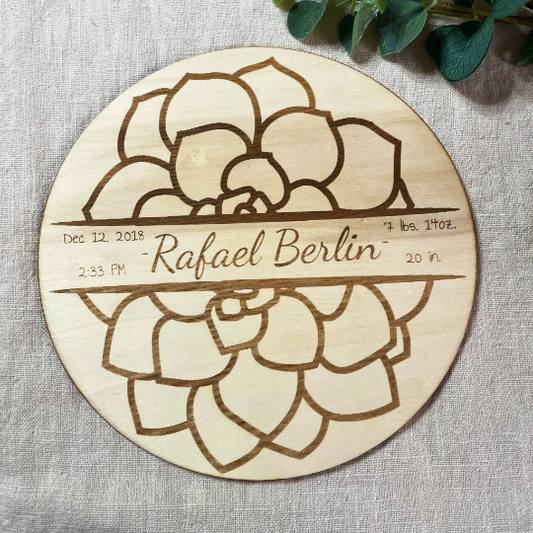 Dec 12, 2018
2:33 PM
-Rafael Berlin-
7 lbs. 14oz.
20 in.